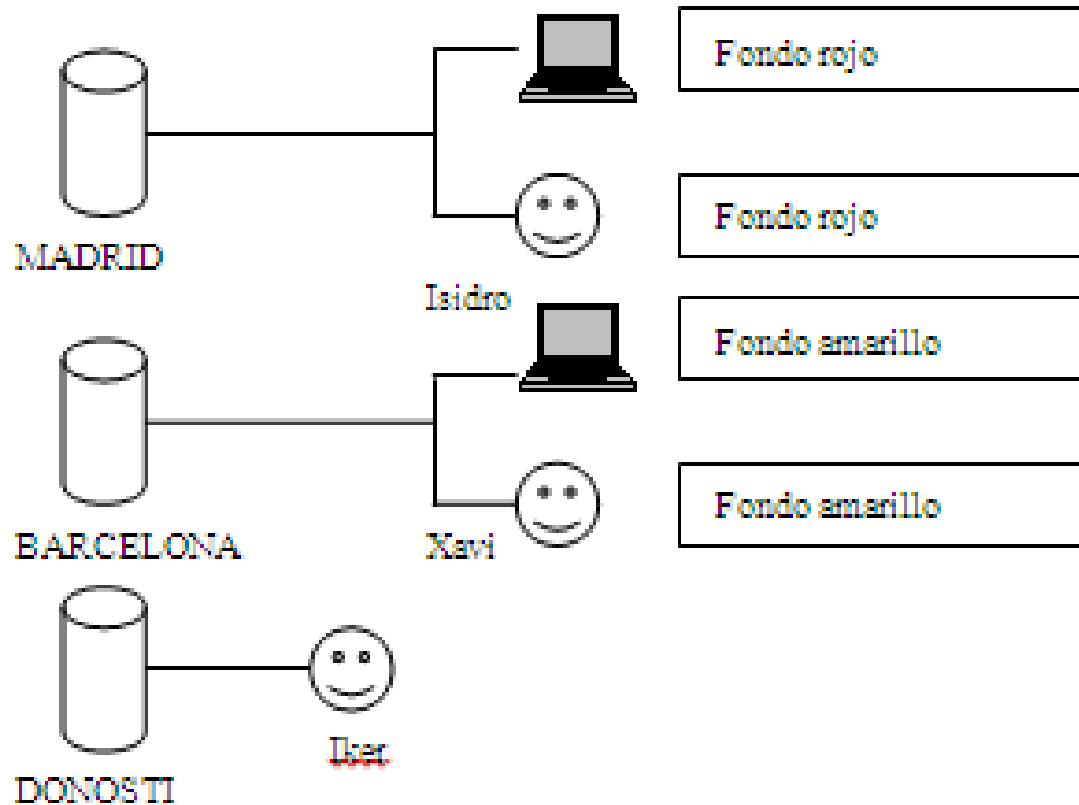 Fondo rojo
Fondo rojo
MADRID
Isidro
Fondo amarillo
Fondo amarillo
BARCELONA
Xavi
Iker
DONOSTI